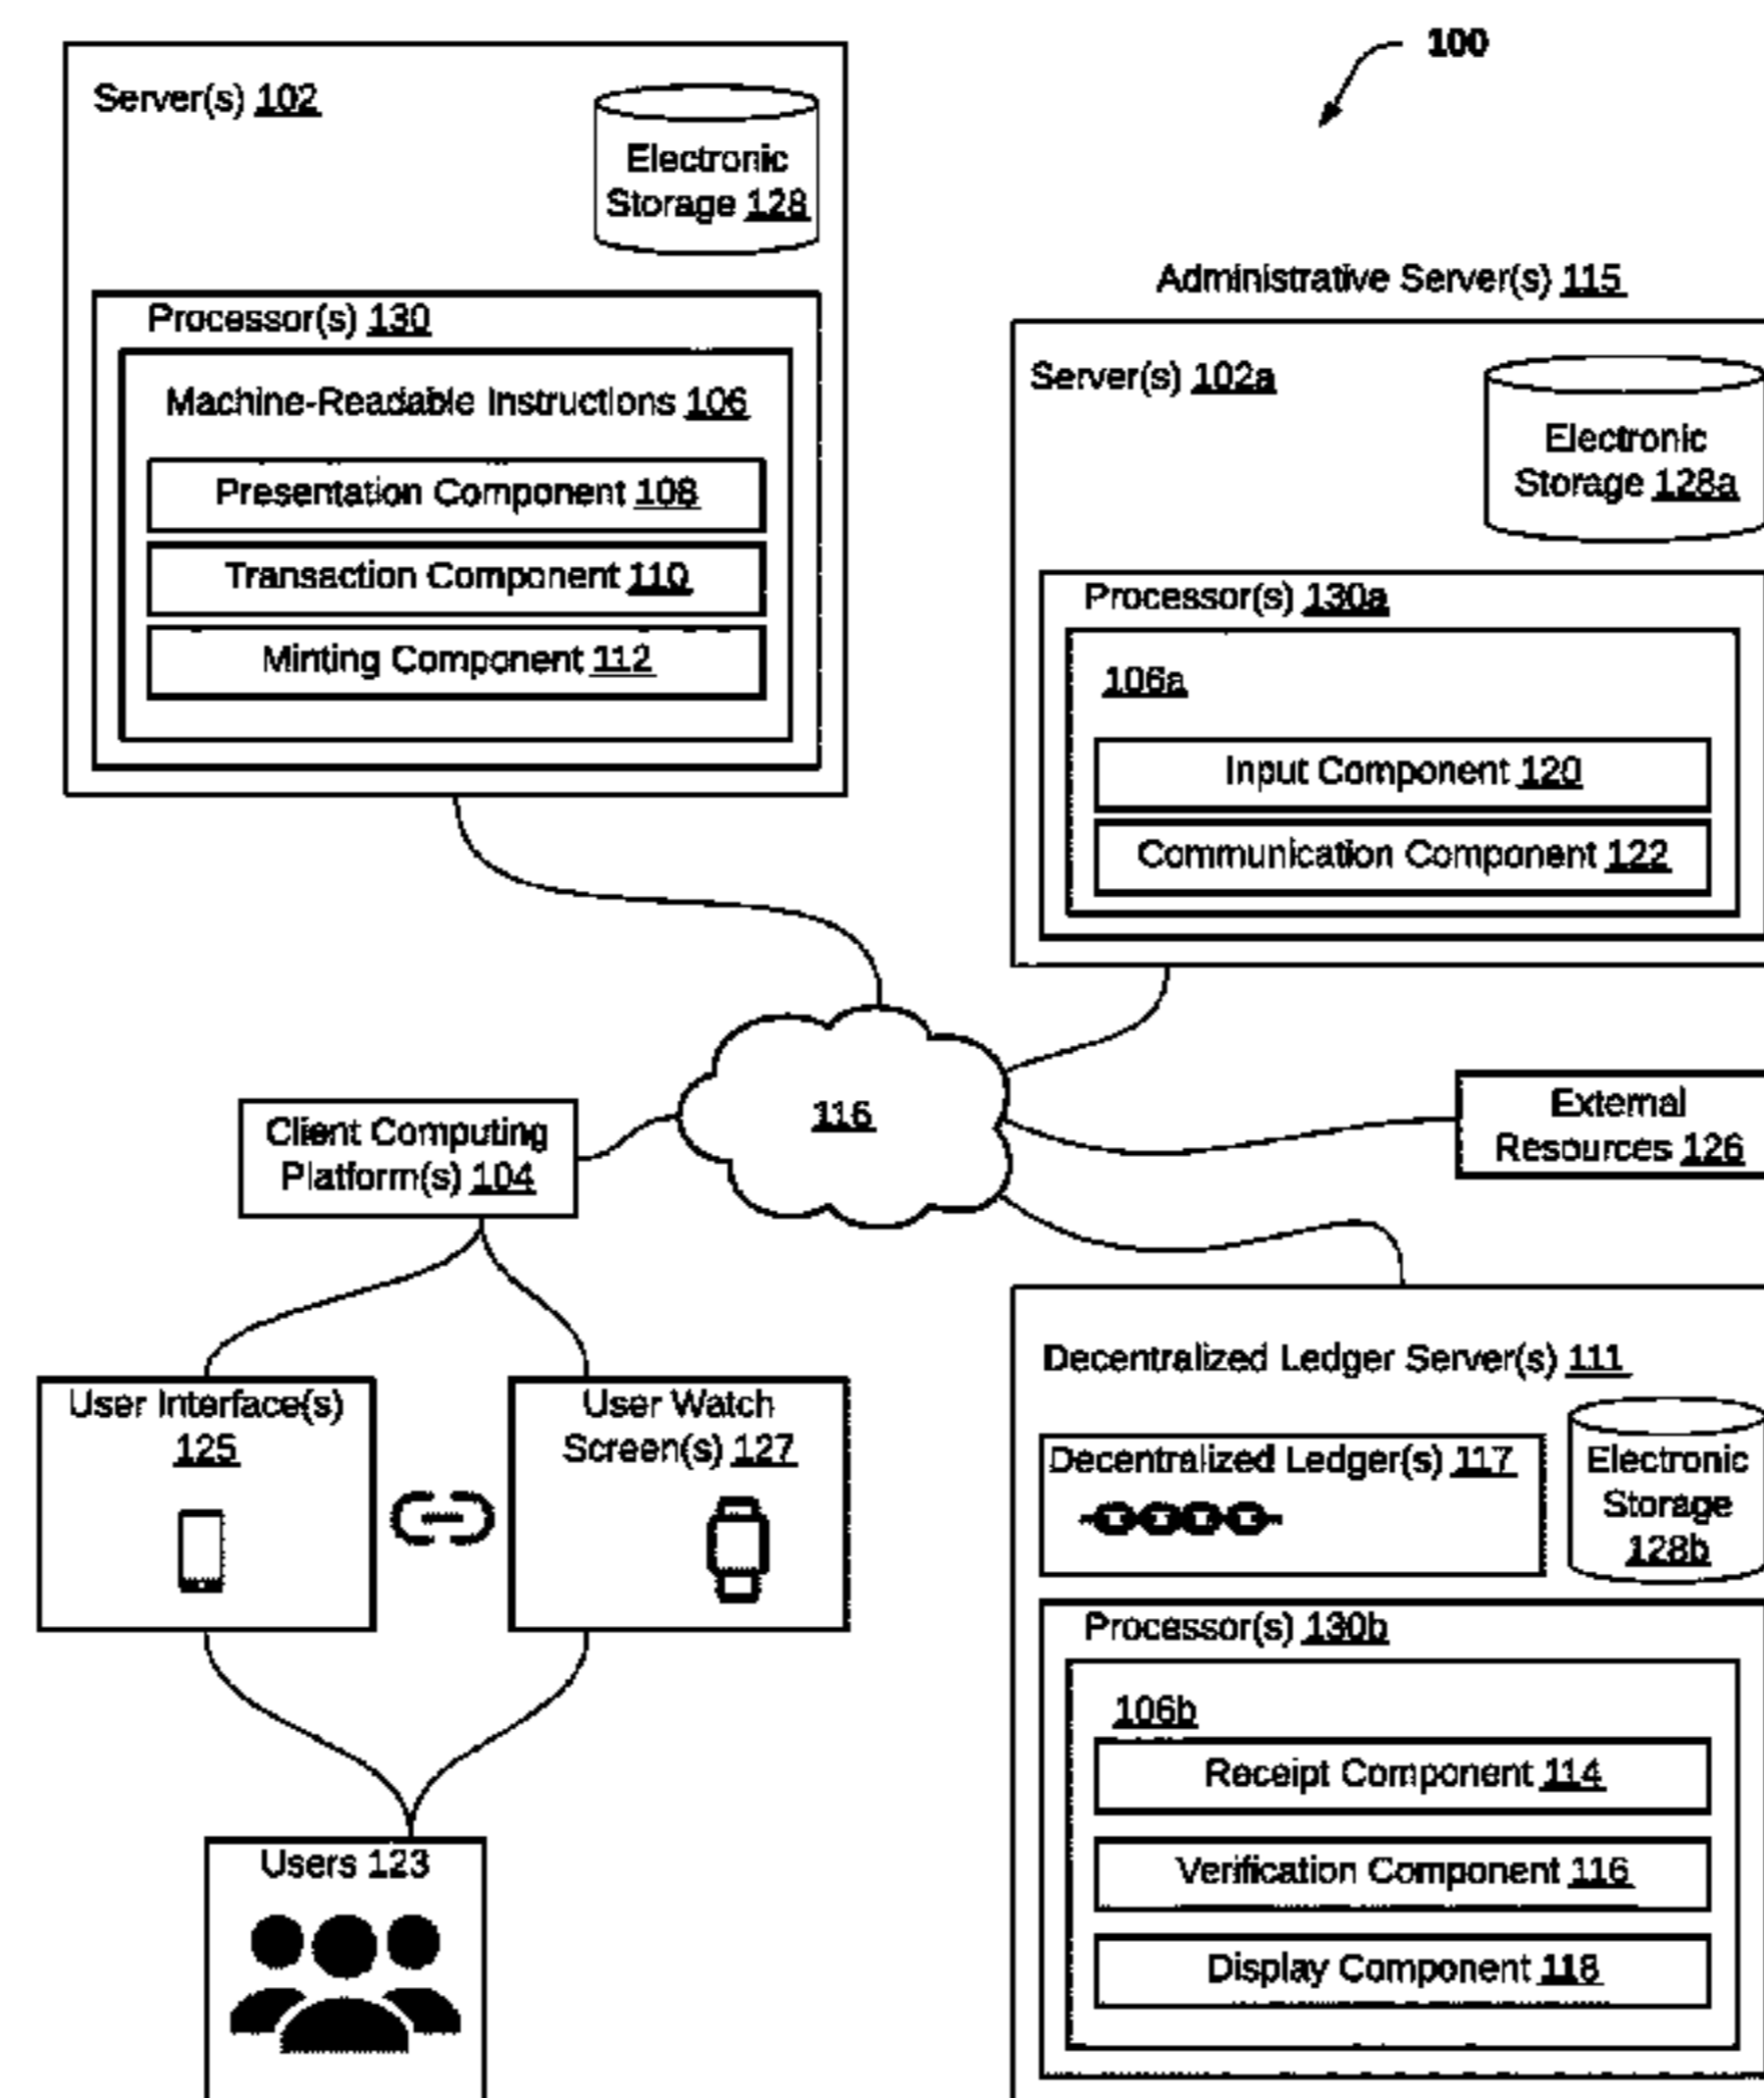 100
Server(s) 102
Electronic
Storage 128
Processor(s) 130
Machine-Readable Instructions 106
Presentation Component 108
Transaction Component 110
Minting Component 112
Administrative Server(s) 115
Server(s) 102a
Electronic
Storage 128a
Processor(s) 130a
106a
Input Component 120
Communication Component 122
116
Client Computing
Platform(s) 104
External
Resources 126
User Interface(s)
125
User Watch
Screen(s) 127
Users 123
Decentralized Ledger Server(s) 111
Decentralized Ledger(s) 117
Electronic
Storage
128b
Processor(s) 130b
106b
Receipt Component 114
Verification Component 116
Display Component 118